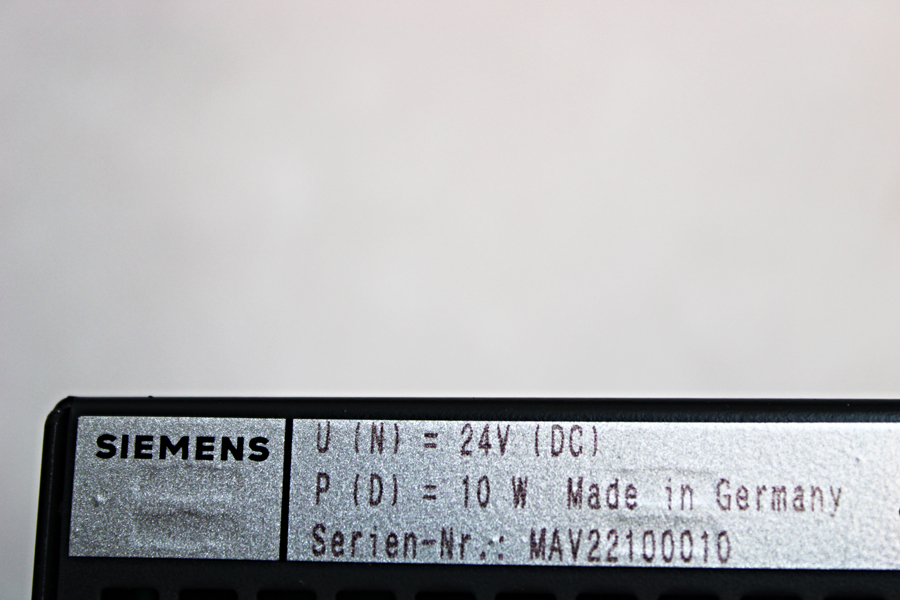 SIEMENS
U (N) = 24V (DC)
P (D) = 10 W Made in Germany
Serien-Nr.: MAV22100010